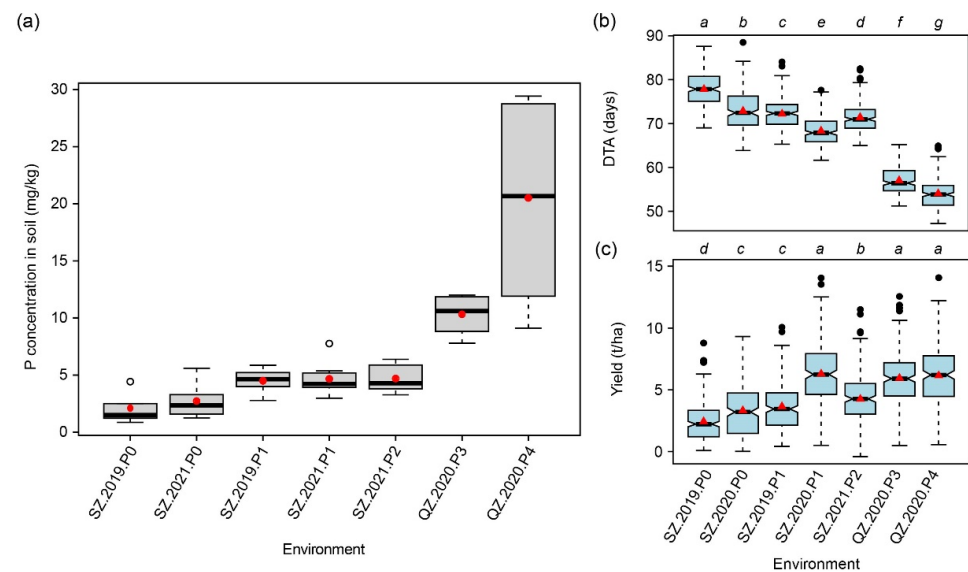 (a)
P concentration in soil (mg/kg)
30
25
20
15
10
5
0
SZ.2019.P0
SZ.2021.P0
SZ.2019.P1
SZ.2021.P1
SZ.2021.P2
QZ.2020.P3
QZ.2020.P4
Environment
(b)
a b c e d f g
DTA (days)
90
80
70
60
50
(c)
d c c a b a a
Yield (t/ha)
15
10
5
0
SZ.2019.P0
SZ.2020.P0
SZ.2019.P1
SZ.2020.P1
SZ.2021.P2
QZ.2020.P3
QZ.2020.P4
Environment